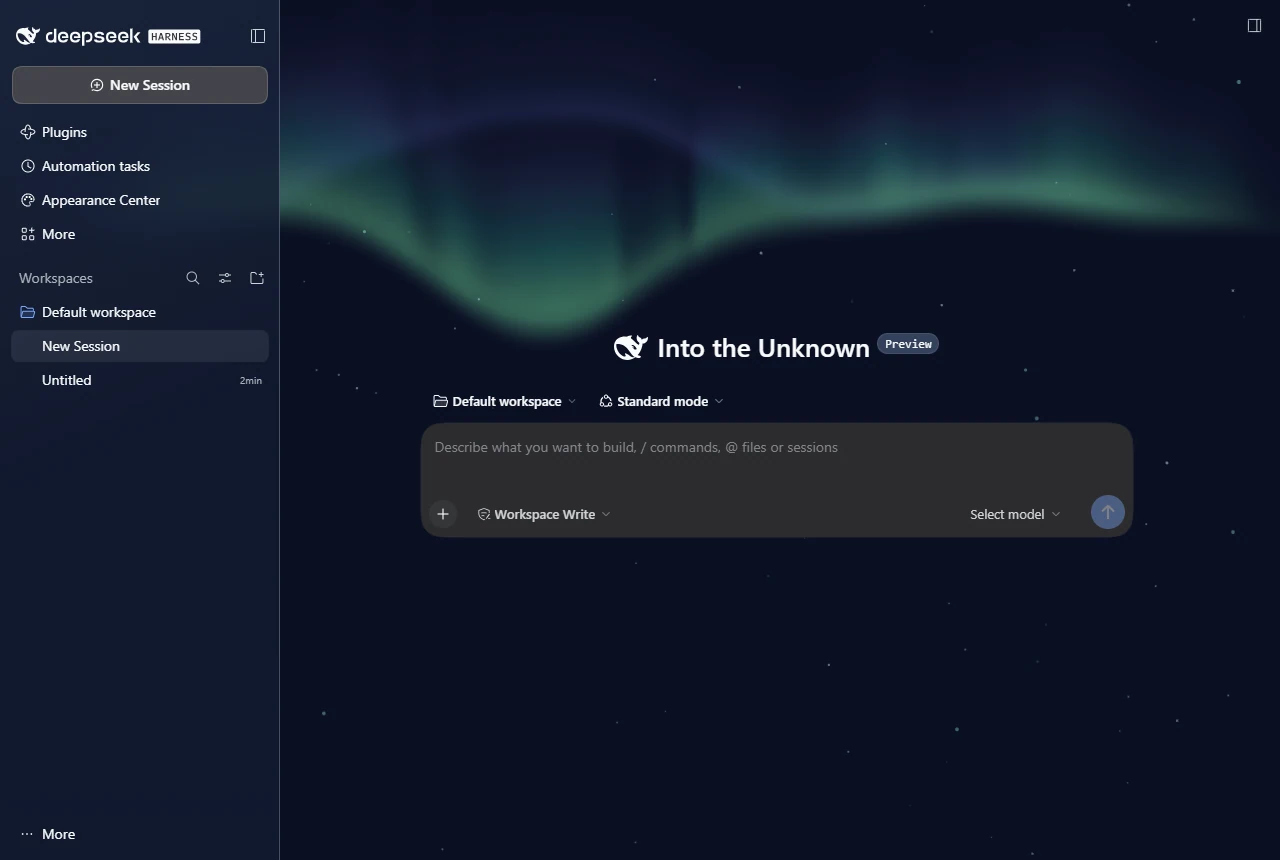 deepseek HARNESS
New Session
Plugins
Automation tasks
Appearance Center
More
Workspaces
Default workspace
New Session
Untitled 2min
More
Into the Unknown Preview
Default workspace Standard mode
Describe what you want to build, / commands, @ files or sessions
Workspace Write Select model